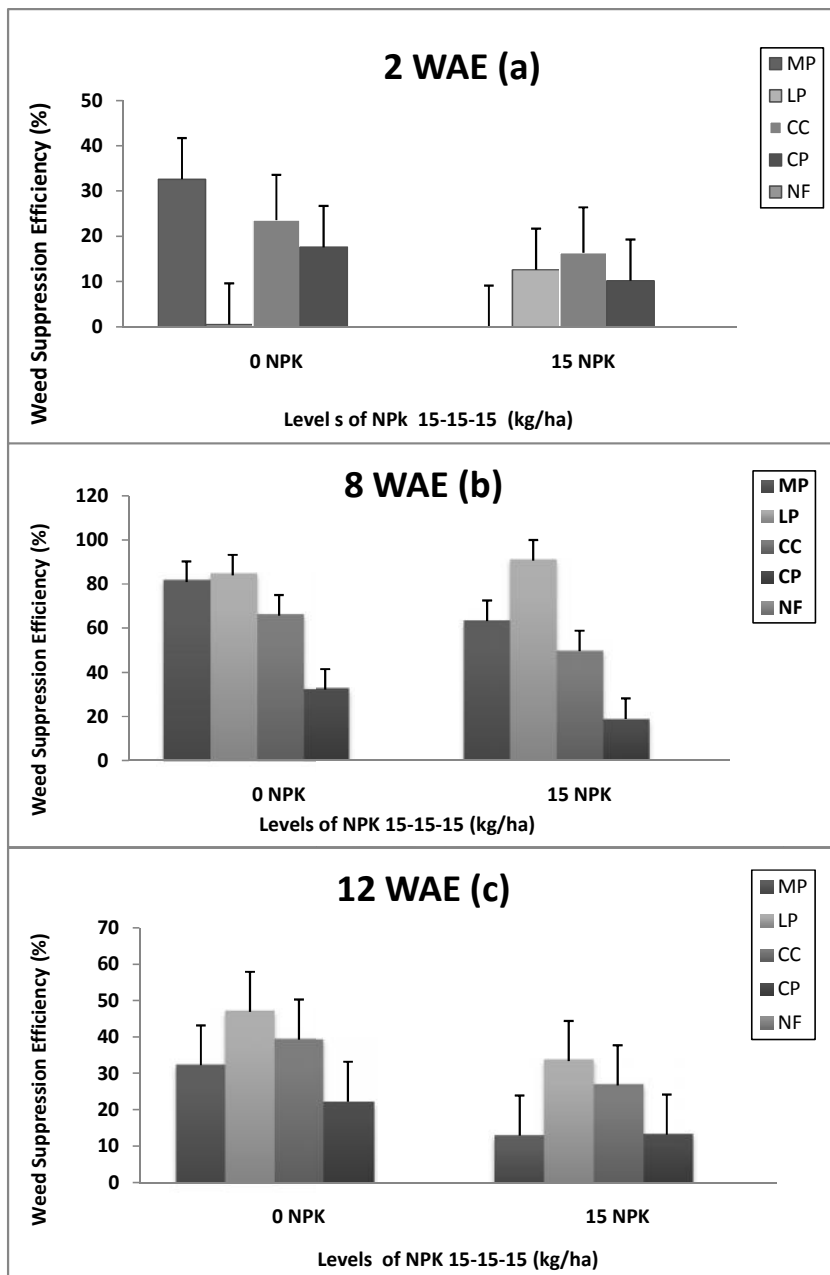 2 WAE (a)
MP
LP
CC
CP
NF
Weed Suppression Efficiency (%)
50
40
30
20
10
0
0 NPK
15 NPK
Level s of NPk 15-15-15 (kg/ha)
8 WAE (b)
MP
LP
CC
CP
NF
Weed Suppression Efficiency (%)
120
100
80
60
40
20
0
0 NPK
15 NPK
Levels of NPK 15-15-15 (kg/ha)
12 WAE (c)
MP
LP
CC
CP
NF
Weed Suppression Efficiency (%)
70
60
50
40
30
20
10
0
0 NPK
15 NPK
Levels of NPK 15-15-15 (kg/ha)